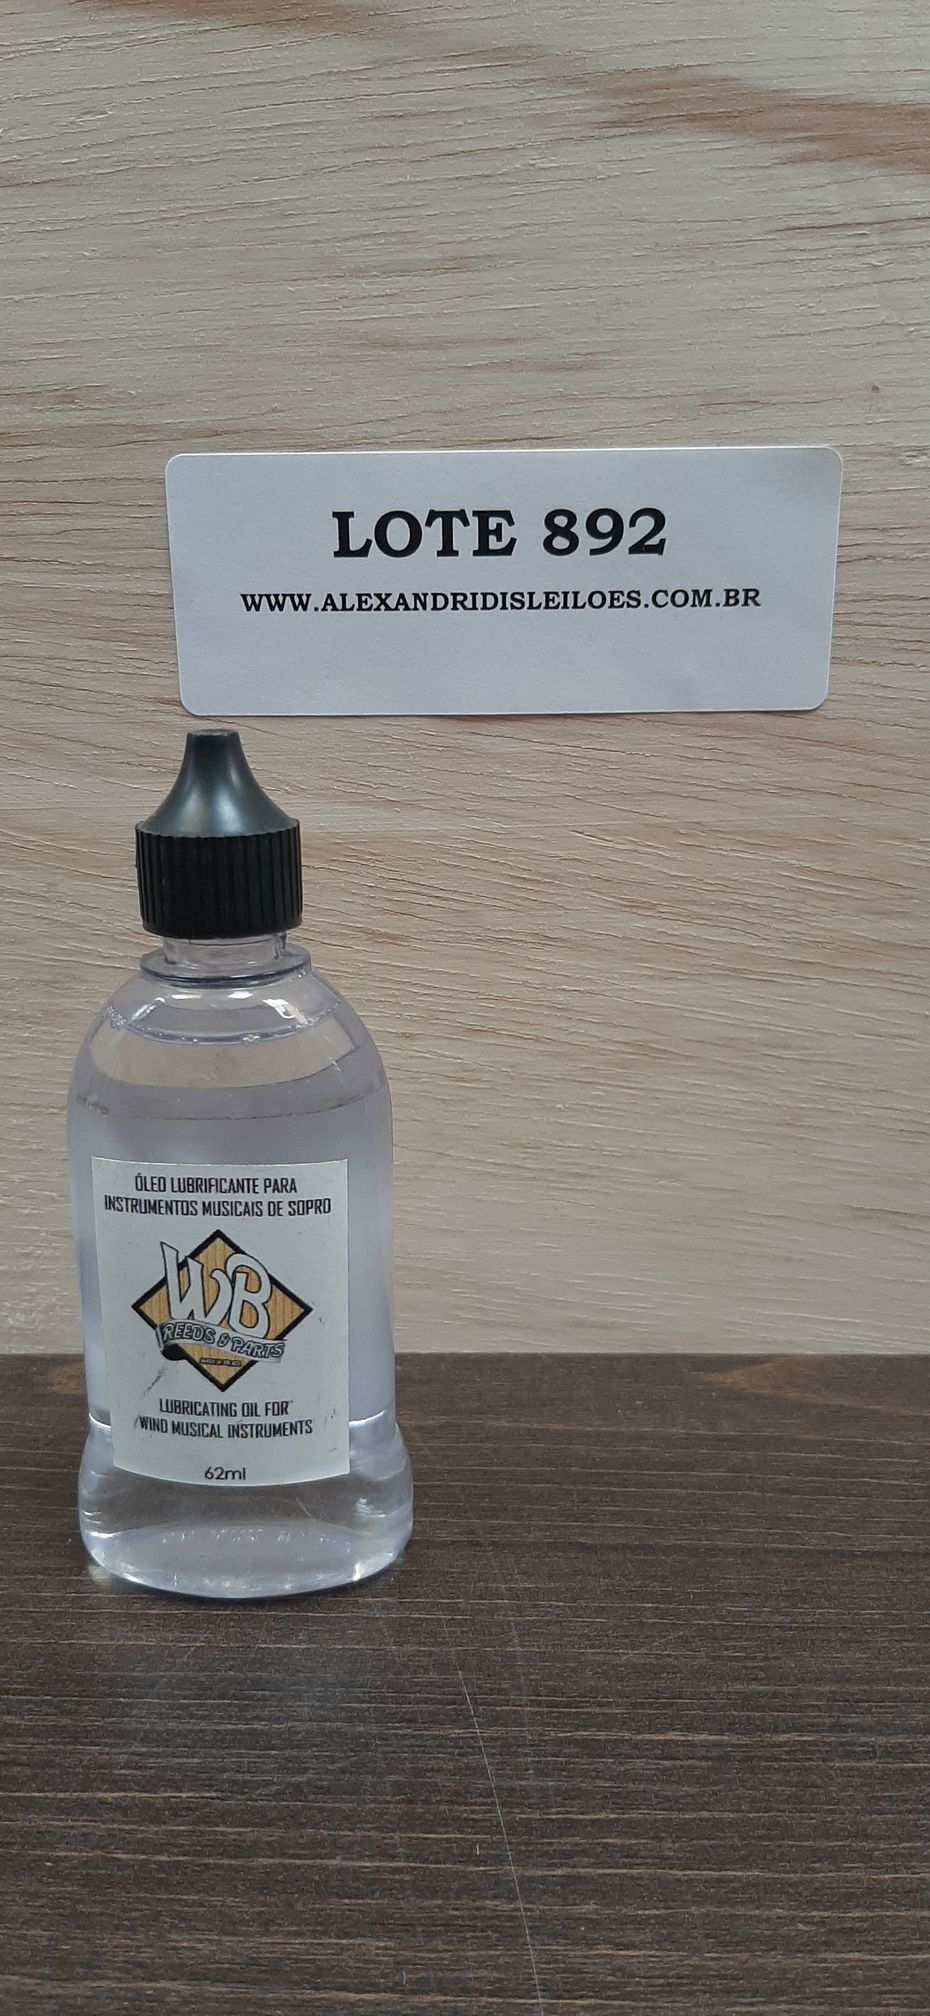 LOTE 892
WWW.ALEXANDRIDISLEILOES.COM.BR
ÓLEO LUBRIFICANTE PARA
INSTRUMENTOS MUSICAIS DE SOPRO
WB
REEDS & PARTS
LUBRICATING OIL FOR
WIND MUSICAL INSTRUMENTS
62ml